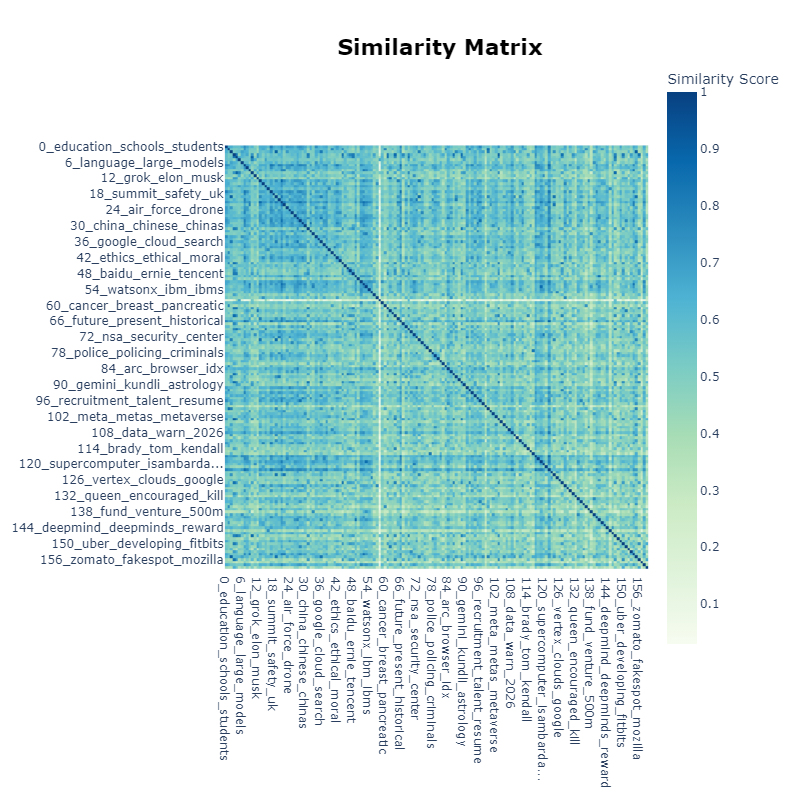 Similarity Matrix
Similarity Score
1
0.9
0.8
0.7
0.6
0.5
0.4
0.3
0.2
0.1
0_education_schools_students
6_language_large_models
12_grok_elon_musk
18_summit_safety_uk
24_air_force_drone
30_china_chinese_chinas
36_google_cloud_search
42_ethics_ethical_moral
48_baidu_ernie_tencent
54_watsonx_ibm_ibms
60_cancer_breast_pancreatic
66_future_present_historical
72_nsa_security_center
78_police_policing_criminals
84_arc_browser_idx
90_gemini_kundli_astrology
96_recruitment_talent_resume
102_meta_metas_metaverse
108_data_warn_2026
114_brady_tom_kendall
120_supercomputer_isambarda...
126_vertex_clouds_google
132_queen_encouraged_kill
138_fund_venture_500m
144_deepmind_deepminds_reward
150_uber_developing_fitbits
156_zomato_fakespot_mozilla
0_education_schools_students
6_language_large_models
12_grok_elon_musk
18_summit_safety_uk
24_air_force_drone
30_china_chinese_chinas
36_google_cloud_search
42_ethics_ethical_moral
48_baidu_ernie_tencent
54_watsonx_ibm_ibms
60_cancer_breast_pancreatic
66_future_present_historical
72_nsa_security_center
78_police_policing_criminals
84_arc_browser_idx
90_gemini_kundli_astrology
96_recruitment_talent_resume
102_meta_metas_metaverse
108_data_warn_2026
114_brady_tom_kendall
120_supercomputer_isambarda...
126_vertex_clouds_google
132_queen_encouraged_kill
138_fund_venture_500m
144_deepmind_deepminds_reward
150_uber_developing_fitbits
156_zomato_fakespot_mozilla